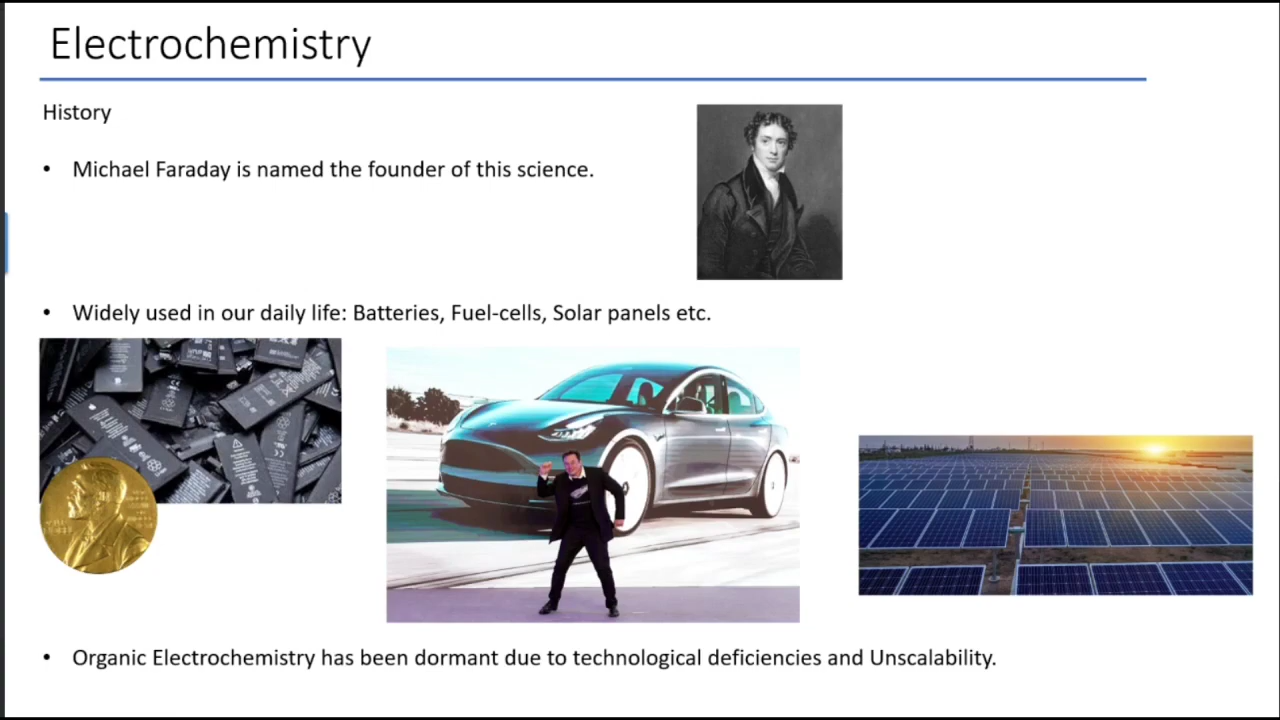 Electrochemistry
History
• Michael Faraday is named the founder of this science.
• Widely used in our daily life: Batteries, Fuel-cells, Solar panels etc.
• Organic Electrochemistry has been dormant due to technological deficiencies and Unscalability.